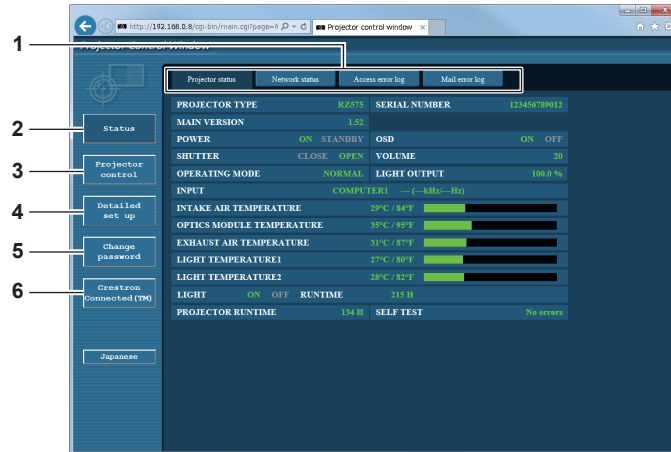 http://192.168.0.8/cgi-bin/main.cgi?page=
Projector control window
Projector Control Window
1
Projector status Network status Access error log Mail error log
PROJECTOR TYPE RZ575 SERIAL NUMBER 123456789012
MAIN VERSION 1.52
2
Status
POWER ON STANDBY OSD ON OFF
SHUTTER CLOSE OPEN VOLUME 20
3
Projector
control
OPERATING MODE NORMAL LIGHT OUTPUT 100.0 %
INPUT COMPUTER1 — (—kHz/—Hz)
4
Detailed
set up
INTAKE AIR TEMPERATURE 29°C / 84°F
OPTICS MODULE TEMPERATURE 35°C / 95°F
5
Change
password
EXHAUST AIR TEMPERATURE 31°C / 87°F
LIGHT TEMPERATURE1 27°C / 80°F
LIGHT TEMPERATURE2 28°C / 82°F
6
Crestron
Connected(TM)
LIGHT ON OFF RUNTIME 215 H
PROJECTOR RUNTIME 134 H SELF TEST No errors
Japanese